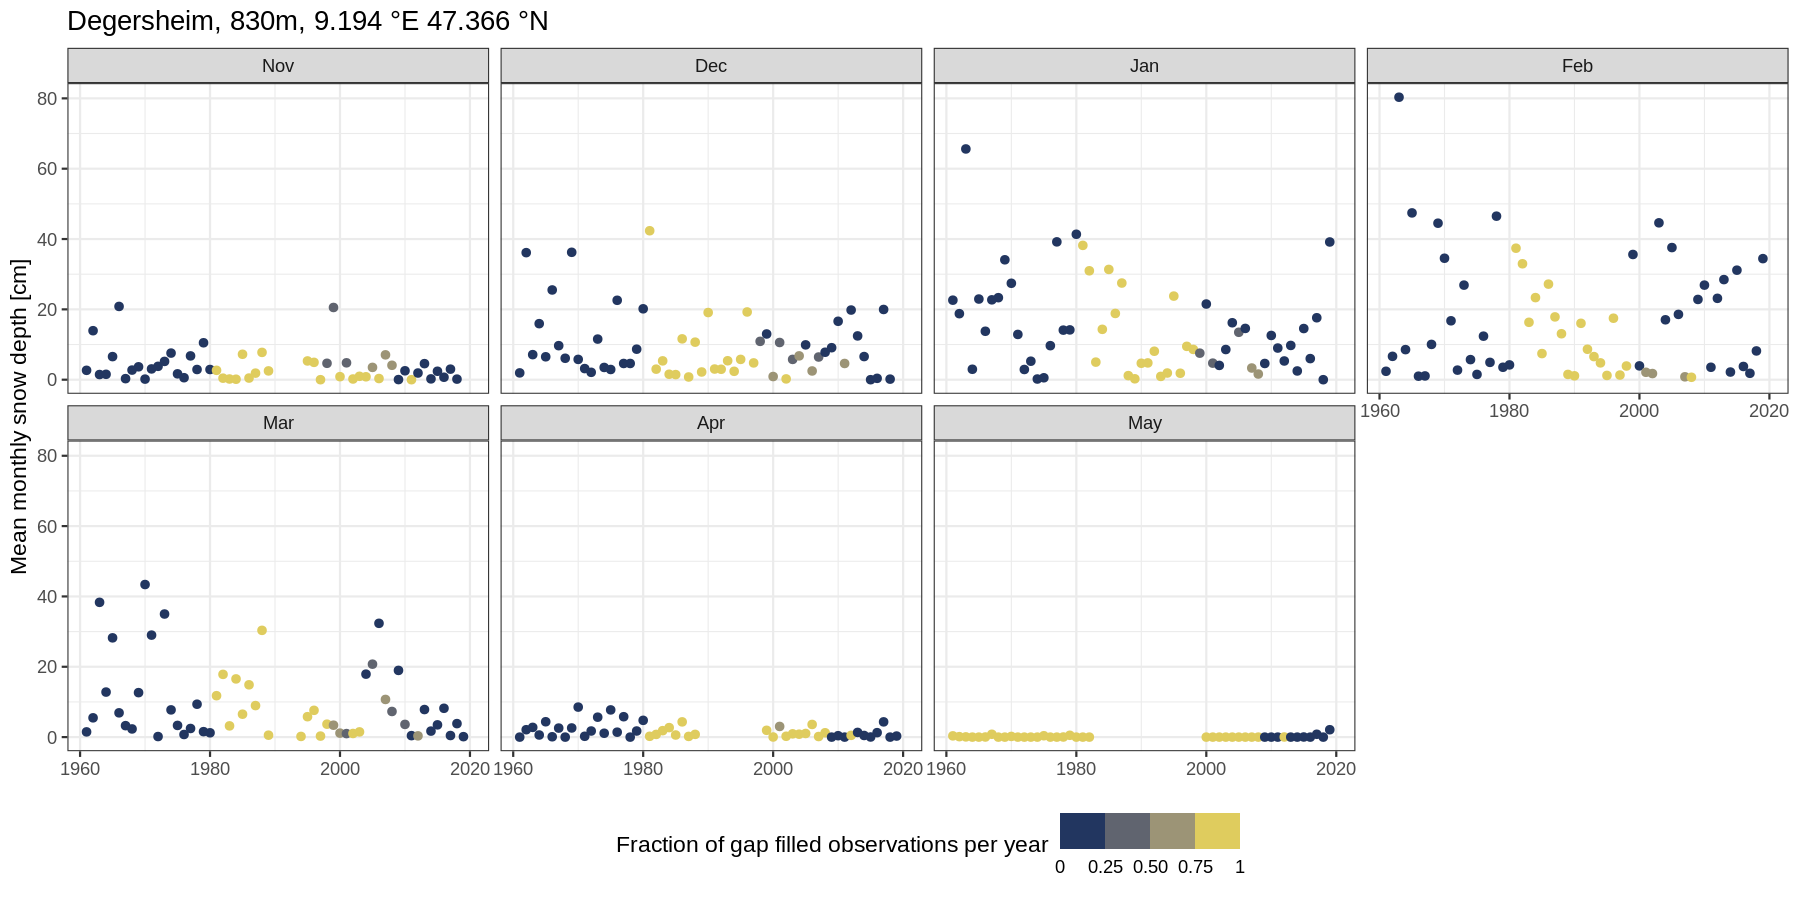 Degersheim, 830m, 9.194 °E 47.366 °N
Nov
Dec
Jan
Feb
80
60
40
20
0
1960 1980 2000 2020
Mean monthly snow depth [cm]
Mar
Apr
May
80
60
40
20
0
1960 1980 2000 2020
1960 1980 2000 2020
1960 1980 2000 2020
Fraction of gap filled observations per year
0 0.25 0.50 0.75 1